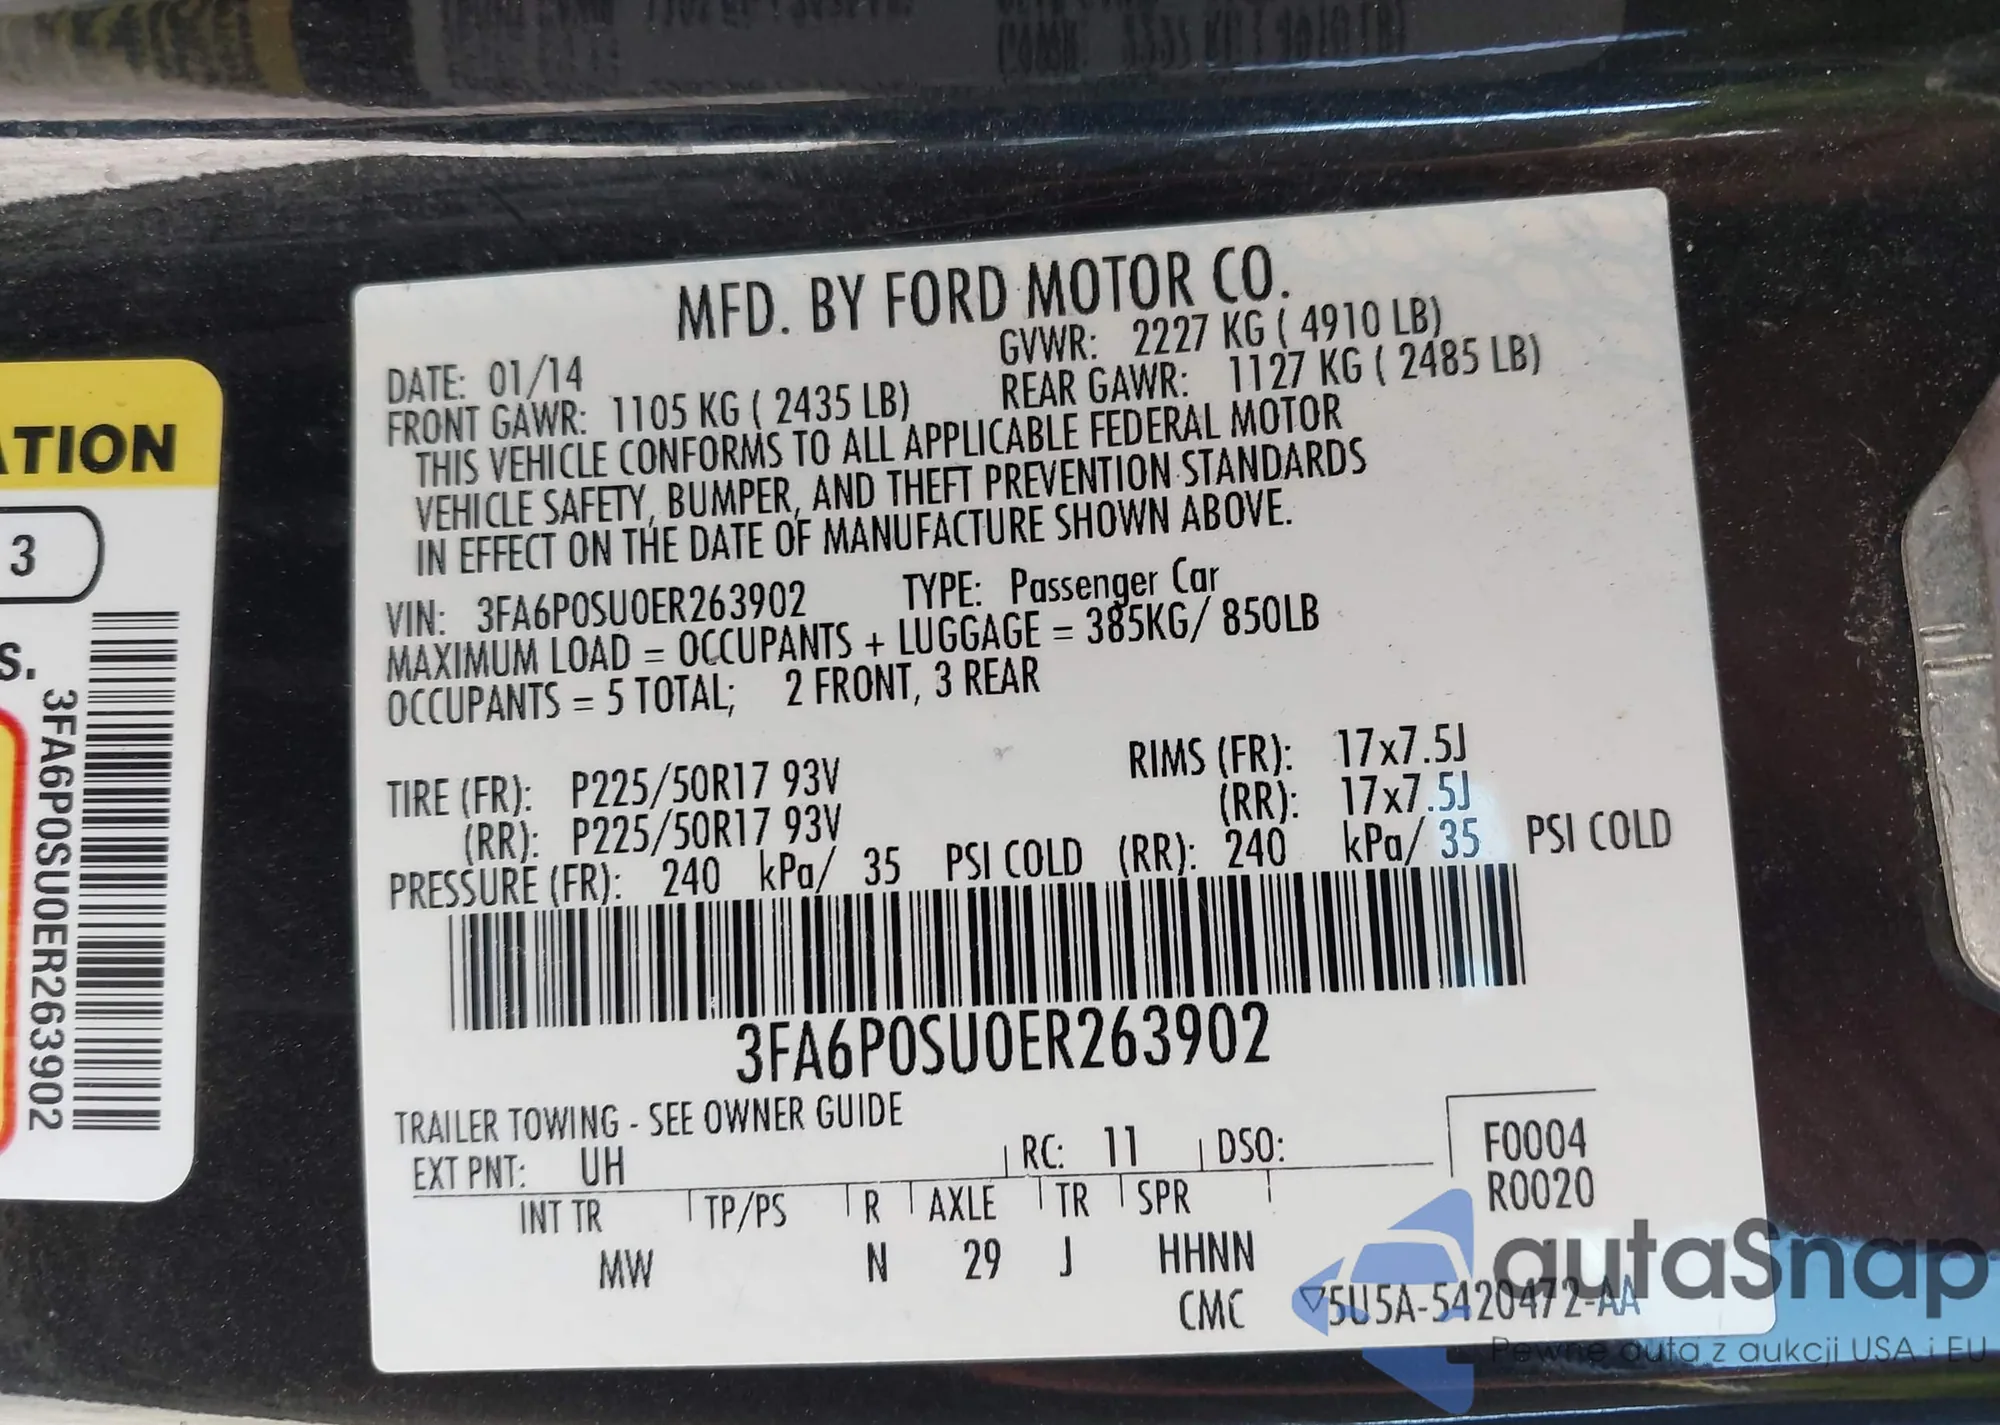 MFD. BY FORD MOTOR CO.
DATE: 01/14
GVWR: 2227 KG ( 4910 LB)
FRONT GAWR: 1105 KG ( 2435 LB)
REAR GAWR: 1127 KG ( 2485 LB)
THIS VEHICLE CONFORMS TO ALL APPLICABLE FEDERAL MOTOR
VEHICLE SAFETY, BUMPER, AND THEFT PREVENTION STANDARDS
IN EFFECT ON THE DATE OF MANUFACTURE SHOWN ABOVE.
VIN: 3FA6P0SU0ER263902 TYPE: Passenger Car
MAXIMUM LOAD = OCCUPANTS + LUGGAGE = 385KG/ 850LB
OCCUPANTS = 5 TOTAL; 2 FRONT, 3 REAR
TIRE (FR): P225/50R17 93V RIMS (FR): 17x7.5J
(RR): P225/50R17 93V (RR): 17x7.5J
PRESSURE (FR): 240 kPa/ 35 PSI COLD (RR): 240 kPa/ 35 PSI COLD
3FA6P0SU0ER263902
TRAILER TOWING - SEE OWNER GUIDE
EXT PNT: UH RC: 11 DSO: F0004
R0020
INT TR TP/PS R AXLE TR SPR
MW N 29 J HHNN
CMC ▽5U5A-5420472-AA
ATION
3
S.
3FA6P0SU0ER263902
autaSnap
Pewne auta z aukcji USA i EU